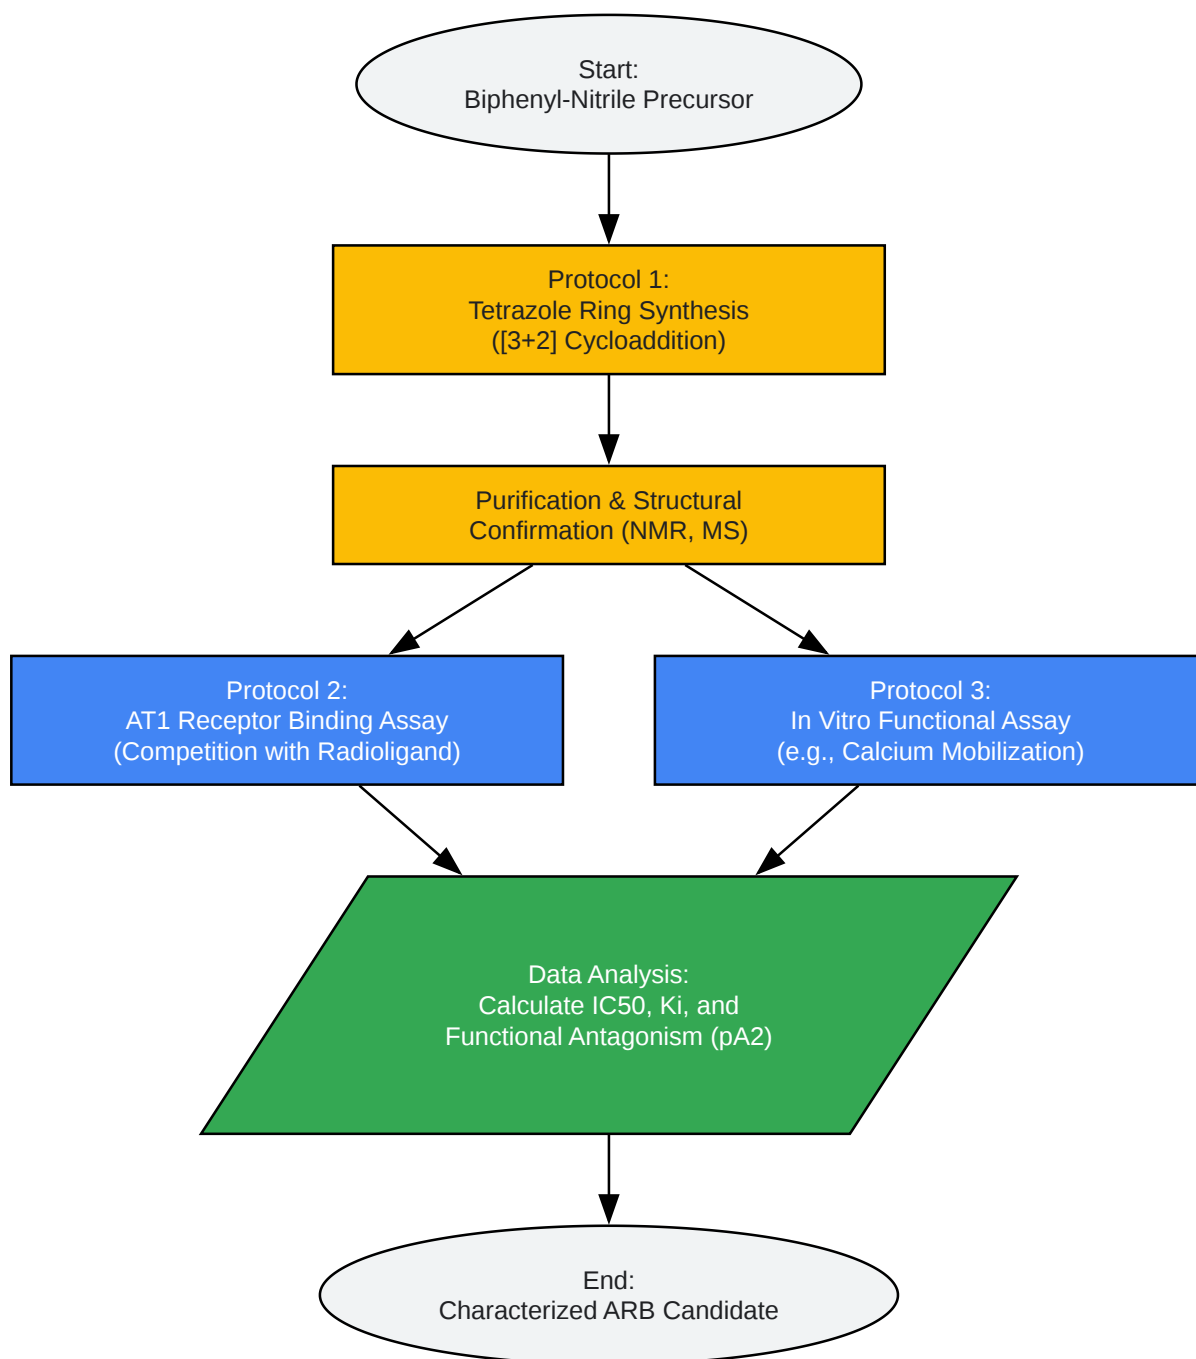 Start:
Biphenyl-Nitrile Precursor
Protocol 1:
Tetrazole Ring Synthesis
([3+2] Cycloaddition)
Purification & Structural
Confirmation (NMR, MS)
Protocol 2:
AT1 Receptor Binding Assay
(Competition with Radioligand)
Protocol 3:
In Vitro Functional Assay
(e.g., Calcium Mobilization)
Data Analysis:
Calculate IC50, Ki, and
Functional Antagonism (pA2)
End:
Characterized ARB Candidate